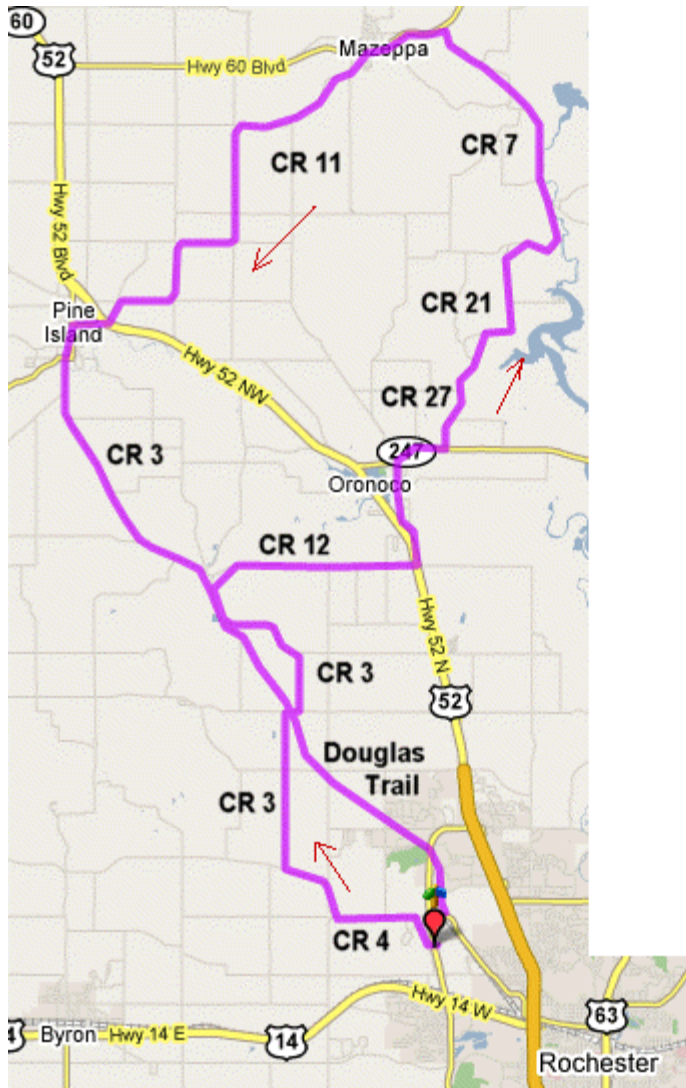 60
52
Mazeppa
Hwy 60 Blvd
CR 7
CR 11
Hwy 52 Blvd
CR 21
Pine
Island
Hwy 52 NW
CR 27
CR 3
247
Oronoco
CR 12
Hwy 52 N
CR 3
52
Douglas
Trail
CR 3
CR 4
Hwy 14 W
63
4
Byron
Hwy 14 E
14
Rochester